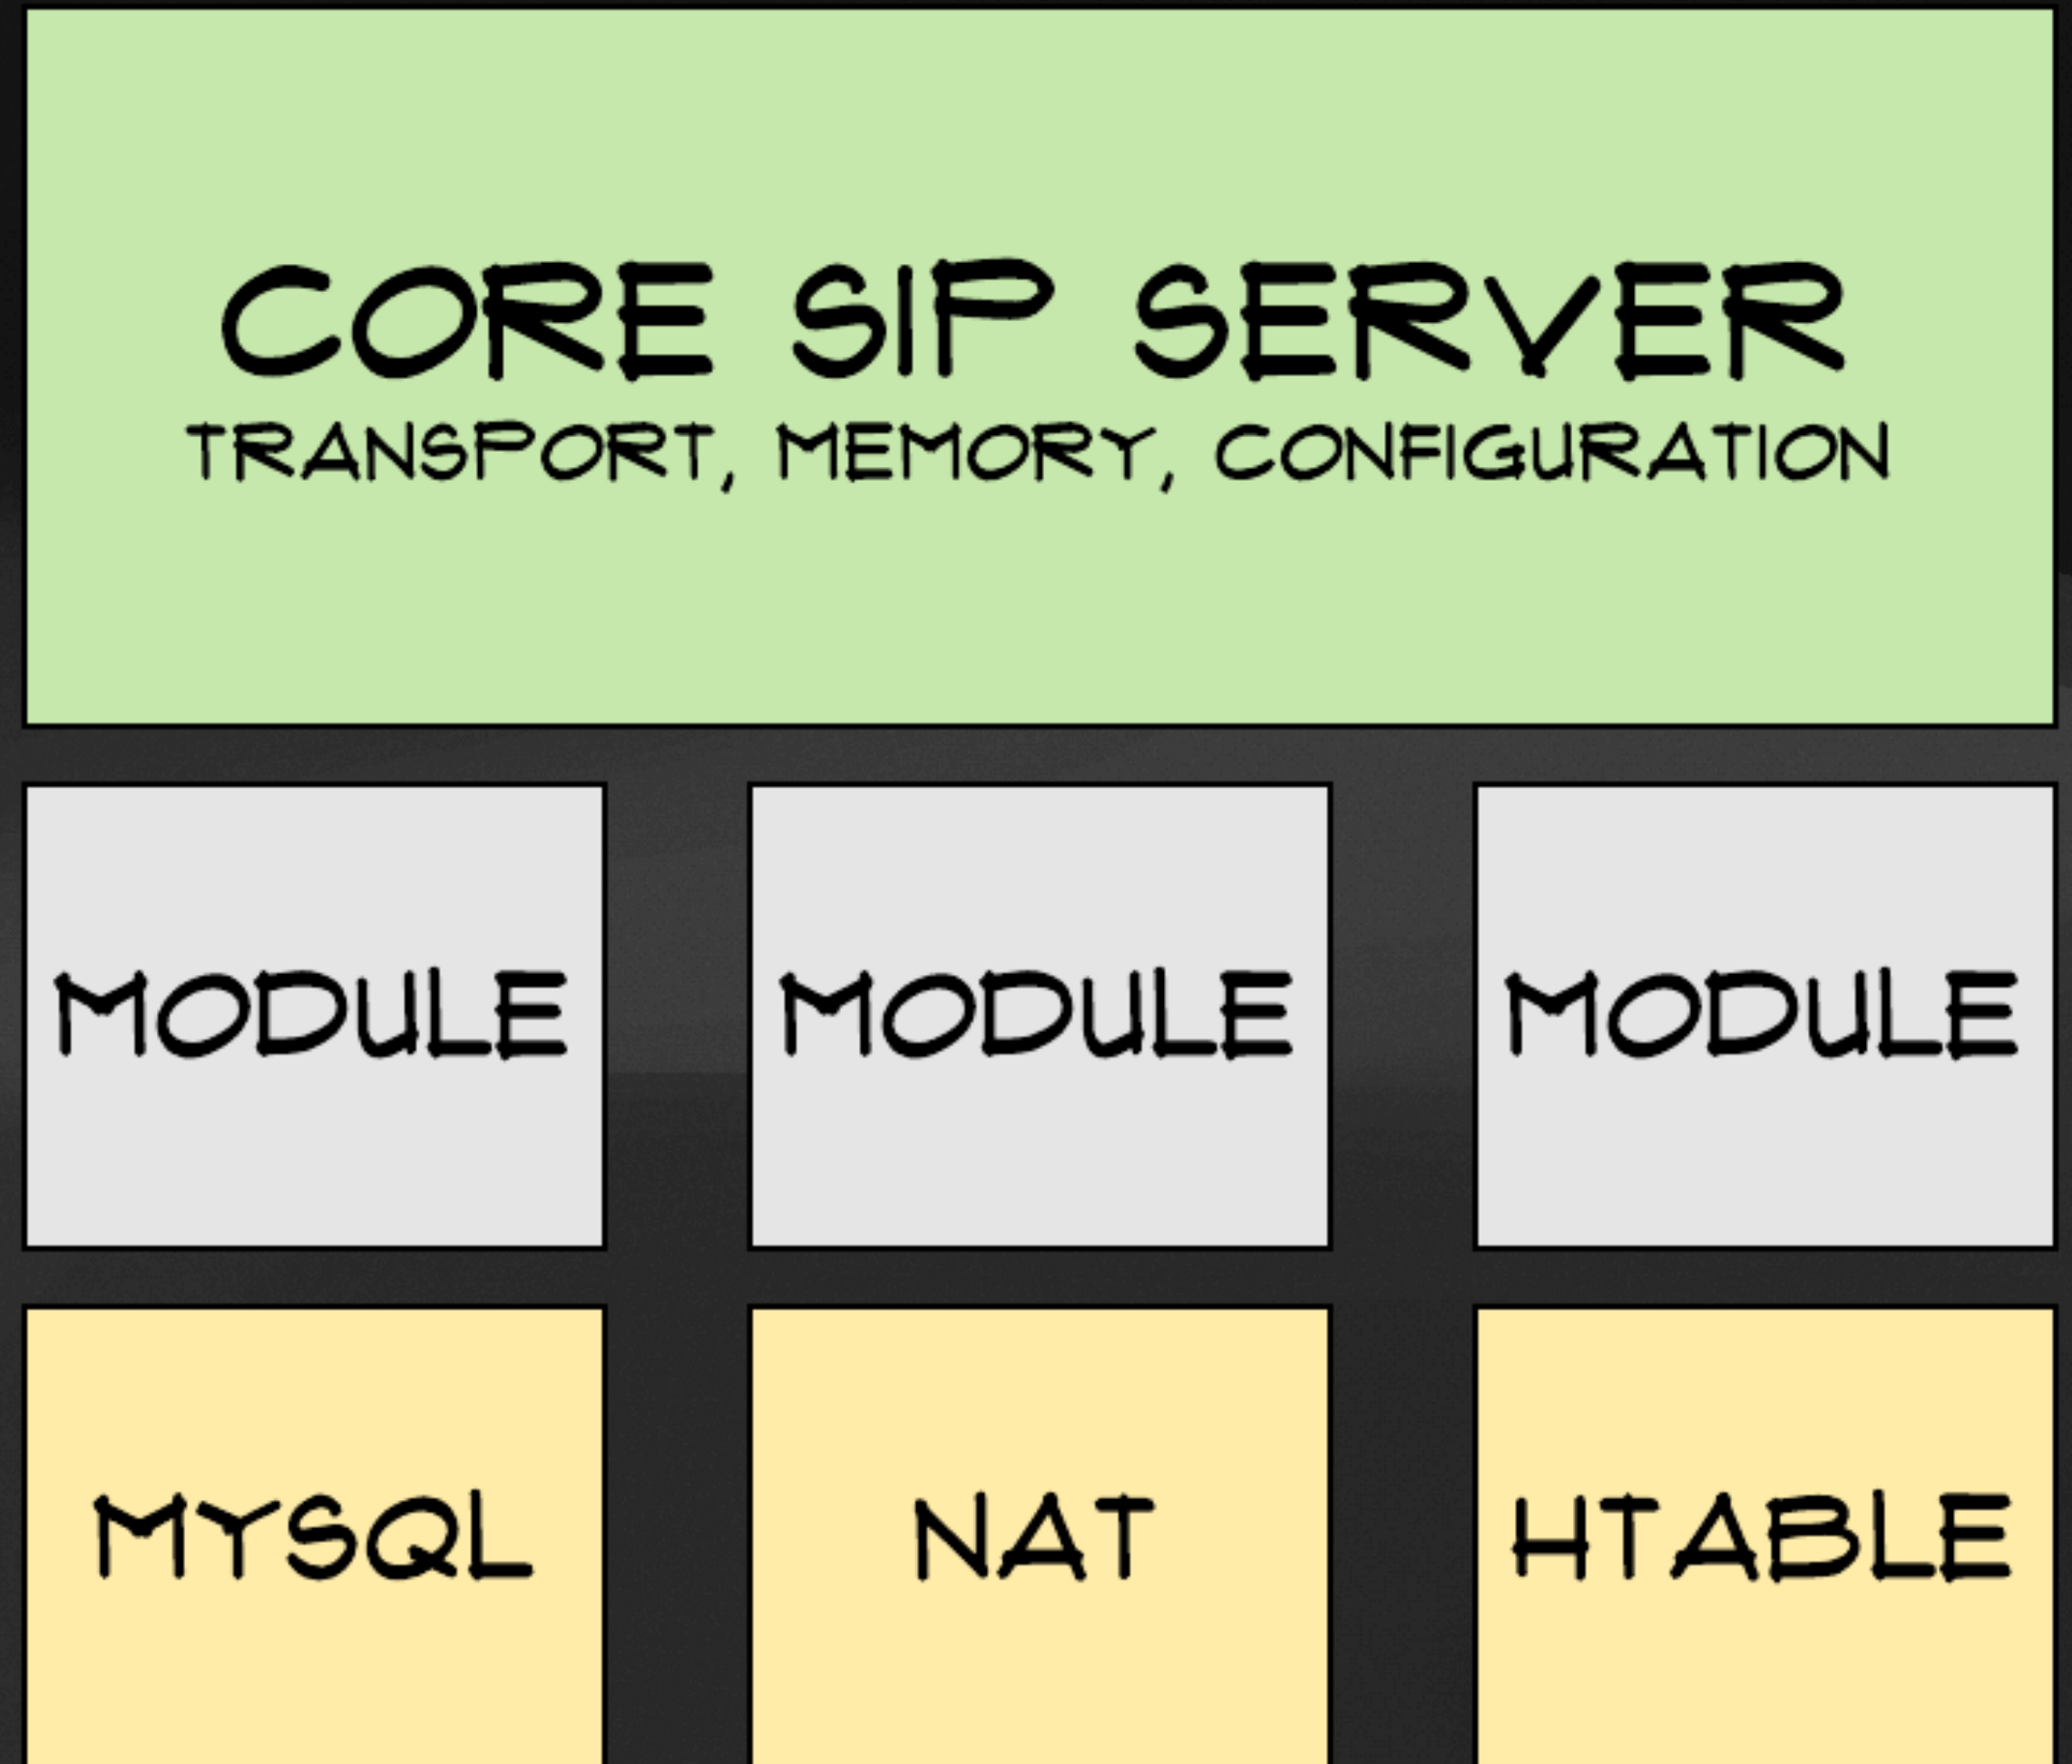 CORE SIP SERVER
TRANSPORT, MEMORY, CONFIGURATION
MODULE
MODULE
MODULE
MYSQL
NAT
HTABLE